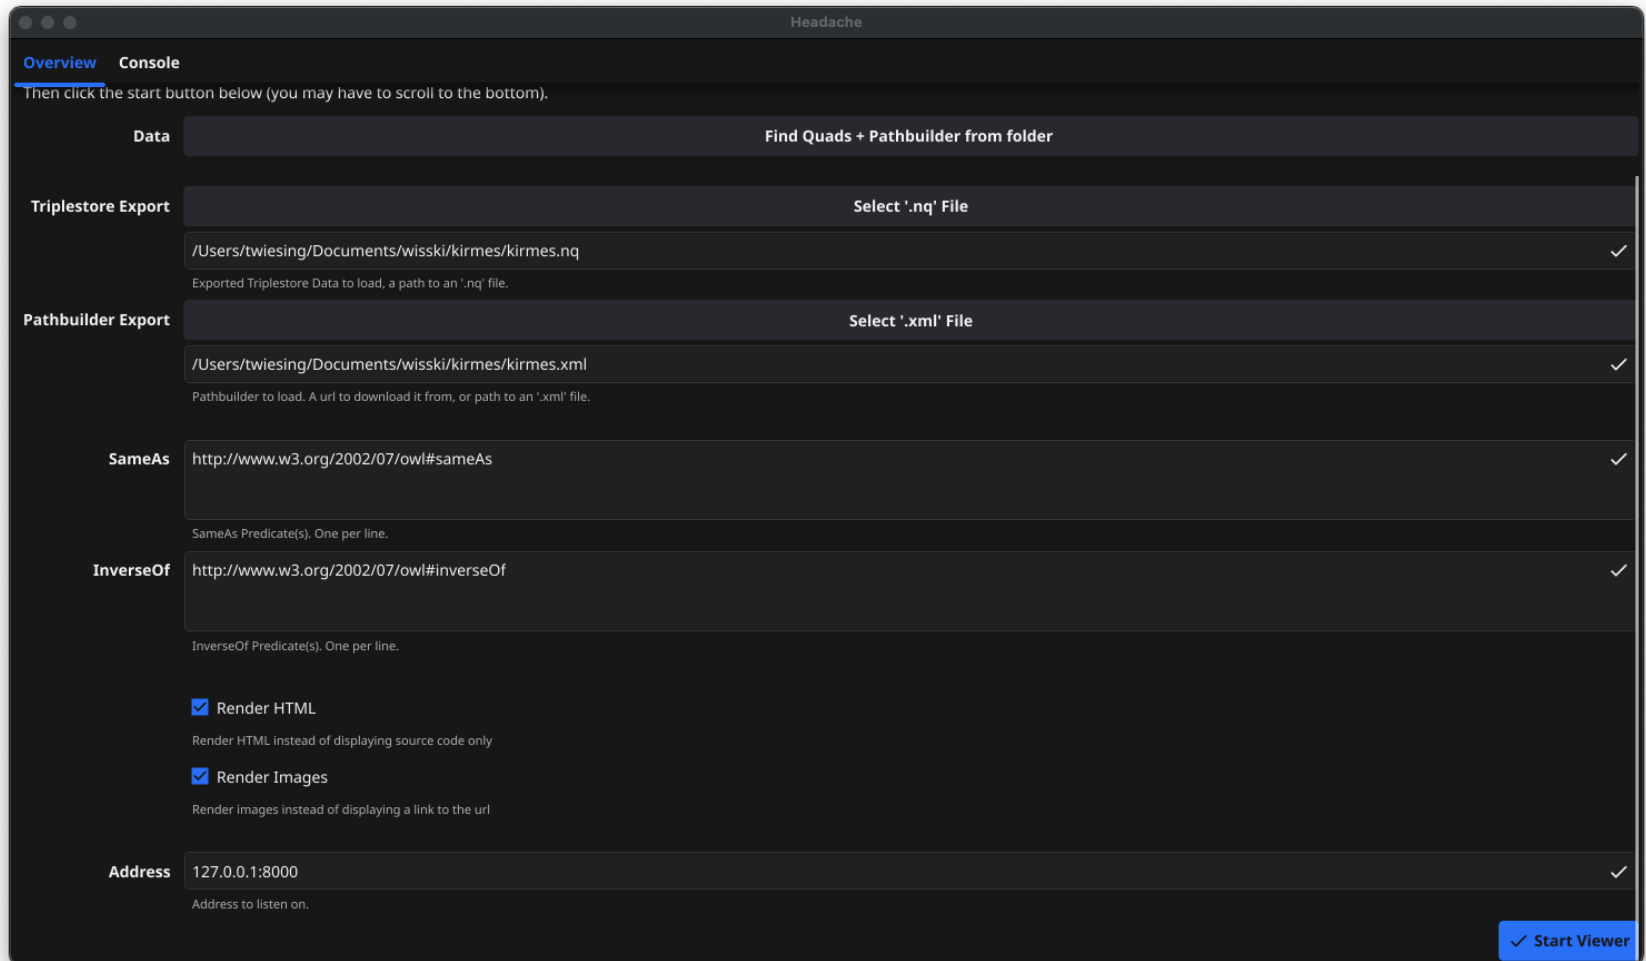 Headache
Overview Console
Then click the start button below (you may have to scroll to the bottom).
Data Find Quads + Pathbuilder from folder
Triplestore Export Select '.nq' File
/Users/twiesing/Documents/wisski/kirmes/kirmes.nq
Exported Triplestore Data to load, a path to an '.nq' file.
Pathbuilder Export Select '.xml' File
/Users/twiesing/Documents/wisski/kirmes/kirmes.xml
Pathbuilder to load. A url to download it from, or path to an '.xml' file.
SameAs http://www.w3.org/2002/07/owl#sameAs
SameAs Predicate(s). One per line.
InverseOf http://www.w3.org/2002/07/owl#inverseOf
InverseOf Predicate(s). One per line.
Render HTML
Render HTML instead of displaying source code only
Render Images
Render images instead of displaying a link to the url
Address 127.0.0.1:8000
Address to listen on.
Start Viewer